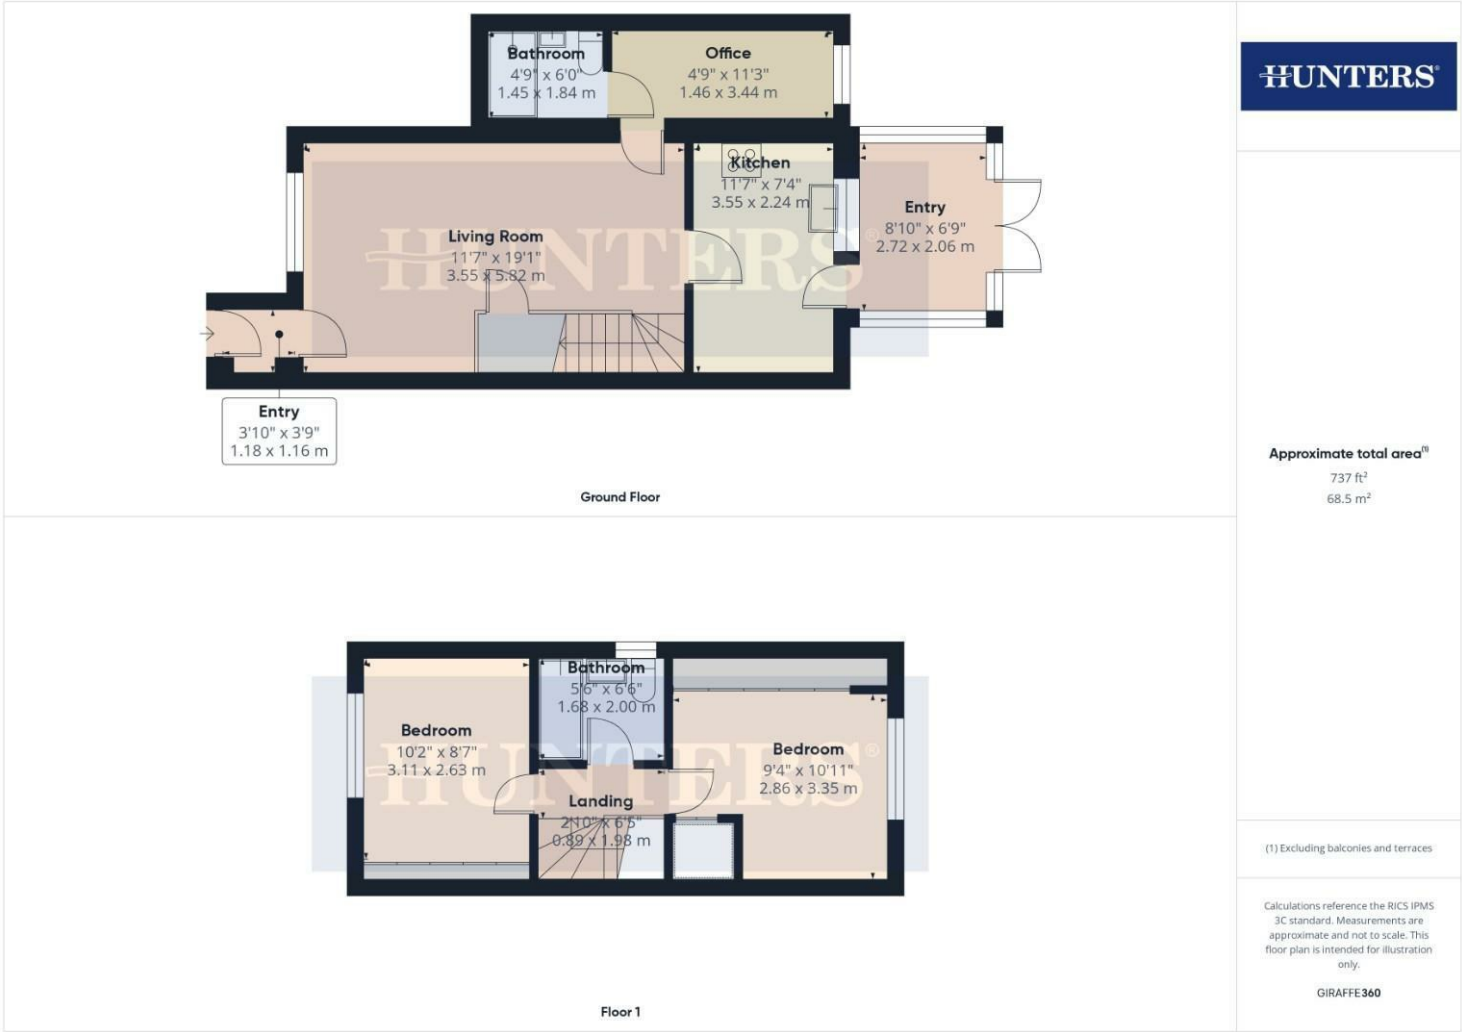 Bathroom
4'9" x 6'0"
1.45 x 1.84 m
Office
4'9" x 11'3"
1.46 x 3.44 m
Kitchen
11'7" x 7'4"
3.55 x 2.24 m
Entry
8'10" x 6'9"
2.72 x 2.06 m
Living Room
11'7" x 19'1"
3.55 x 5.82 m
HUNTERS®
Entry
3'10" x 3'9"
1.18 x 1.16 m
Ground Floor
Bathroom
5'6" x 6'6"
1.68 x 2.00 m
Bedroom
10'2" x 8'7"
3.11 x 2.63 m
Bedroom
9'4" x 10'11"
2.86 x 3.35 m
HUNTERS®
Landing
2'10" x 6'5"
0.89 x 1.98 m
Floor 1
HUNTERS®
Approximate total area⁽¹⁾
737 ft²
68.5 m²
(1) Excluding balconies and terraces
Calculations reference the RICS IPMS
3C standard. Measurements are
approximate and not to scale. This
floor plan is intended for illustration
only.
GIRAFFE360